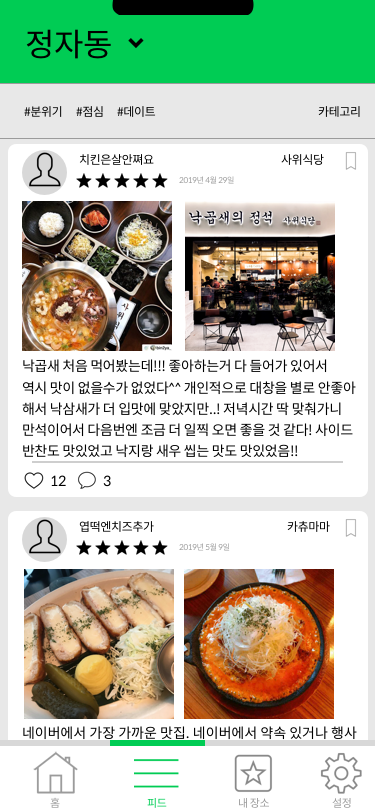 정자동
#분위기 #점심 #데이트 카테고리
치킨은살안쪄요 사위식당
2019년 4월 29일
낙곱새의 정석 사위식당
낙곱새 처음 먹어봤는데!!! 좋아하는거 다 들어가 있어서
역시 맛이 없을수가 없었다^^ 개인적으로 대창을 별로 안좋아
해서 낙삼새가 더 입맛에 맞았지만..! 저녁시간 딱 맞춰가니
만석이어서 다음번엔 조금 더 일찍 오면 좋을 것 같다! 사이드
반찬도 맛있었고 낙지랑 새우 씹는 맛도 맛있었음!!
12 3
엽떡엔치즈추가 카츄마마
2019년 5월 9일
네이버에서 가장 가까운 맛집. 네이버에서 약속 있거나 행사
홈 피드 내 장소 설정